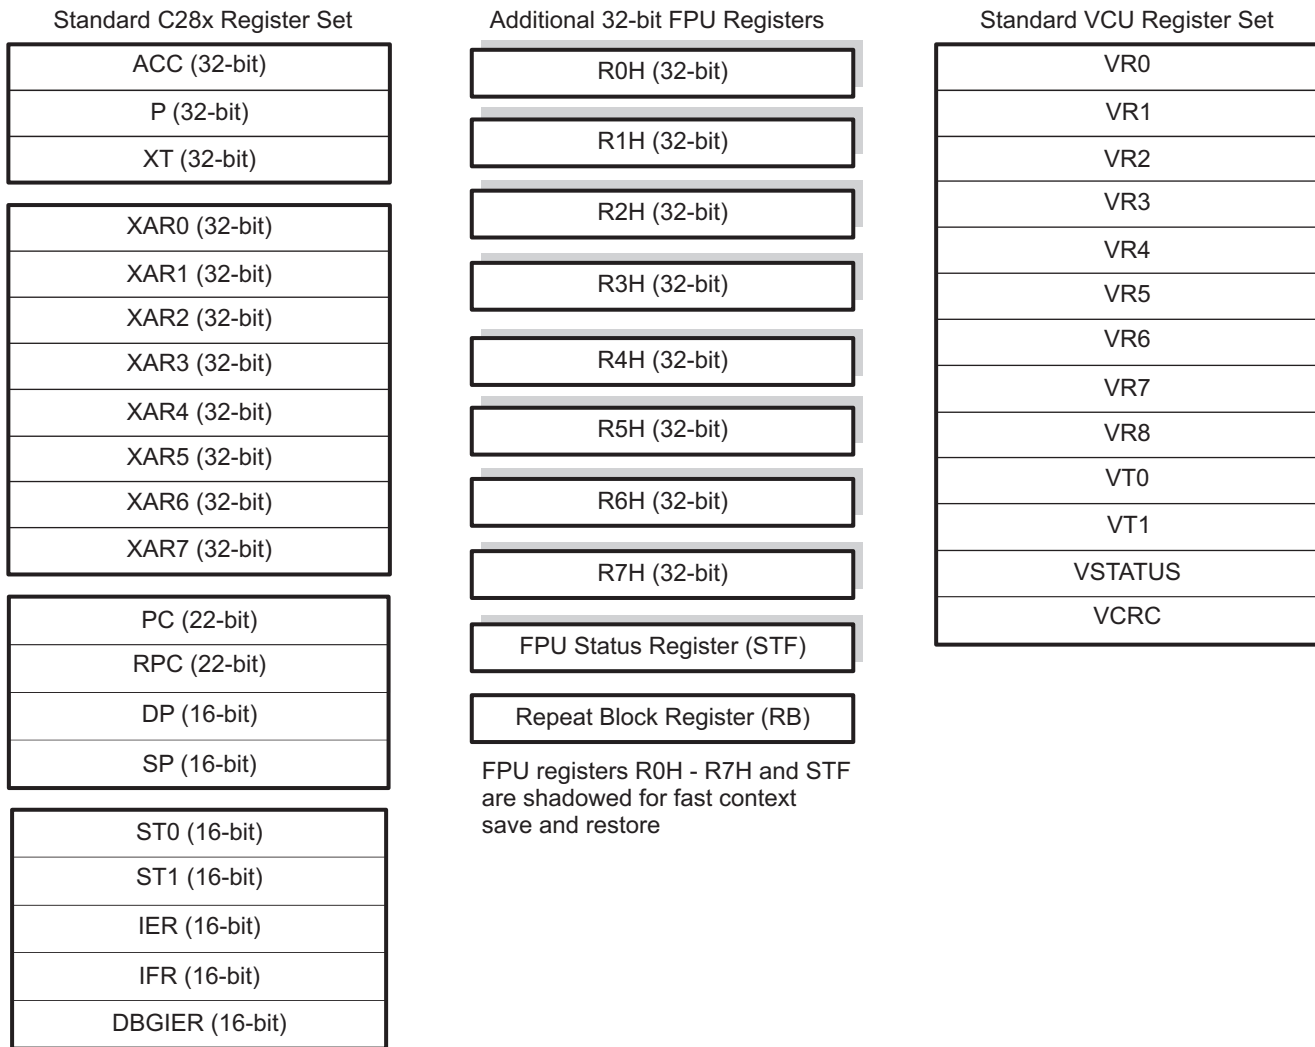 Standard C28x Register Set
ACC (32-bit)
P (32-bit)
XT (32-bit)
XAR0 (32-bit)
XAR1 (32-bit)
XAR2 (32-bit)
XAR3 (32-bit)
XAR4 (32-bit)
XAR5 (32-bit)
XAR6 (32-bit)
XAR7 (32-bit)
PC (22-bit)
RPC (22-bit)
DP (16-bit)
SP (16-bit)
ST0 (16-bit)
ST1 (16-bit)
IER (16-bit)
IFR (16-bit)
DBGIER (16-bit)
Additional 32-bit FPU Registers
R0H (32-bit)
R1H (32-bit)
R2H (32-bit)
R3H (32-bit)
R4H (32-bit)
R5H (32-bit)
R6H (32-bit)
R7H (32-bit)
FPU Status Register (STF)
Repeat Block Register (RB)
FPU registers R0H - R7H and STF
are shadowed for fast context
save and restore
Standard VCU Register Set
VR0
VR1
VR2
VR3
VR4
VR5
VR6
VR7
VR8
VT0
VT1
VSTATUS
VCRC